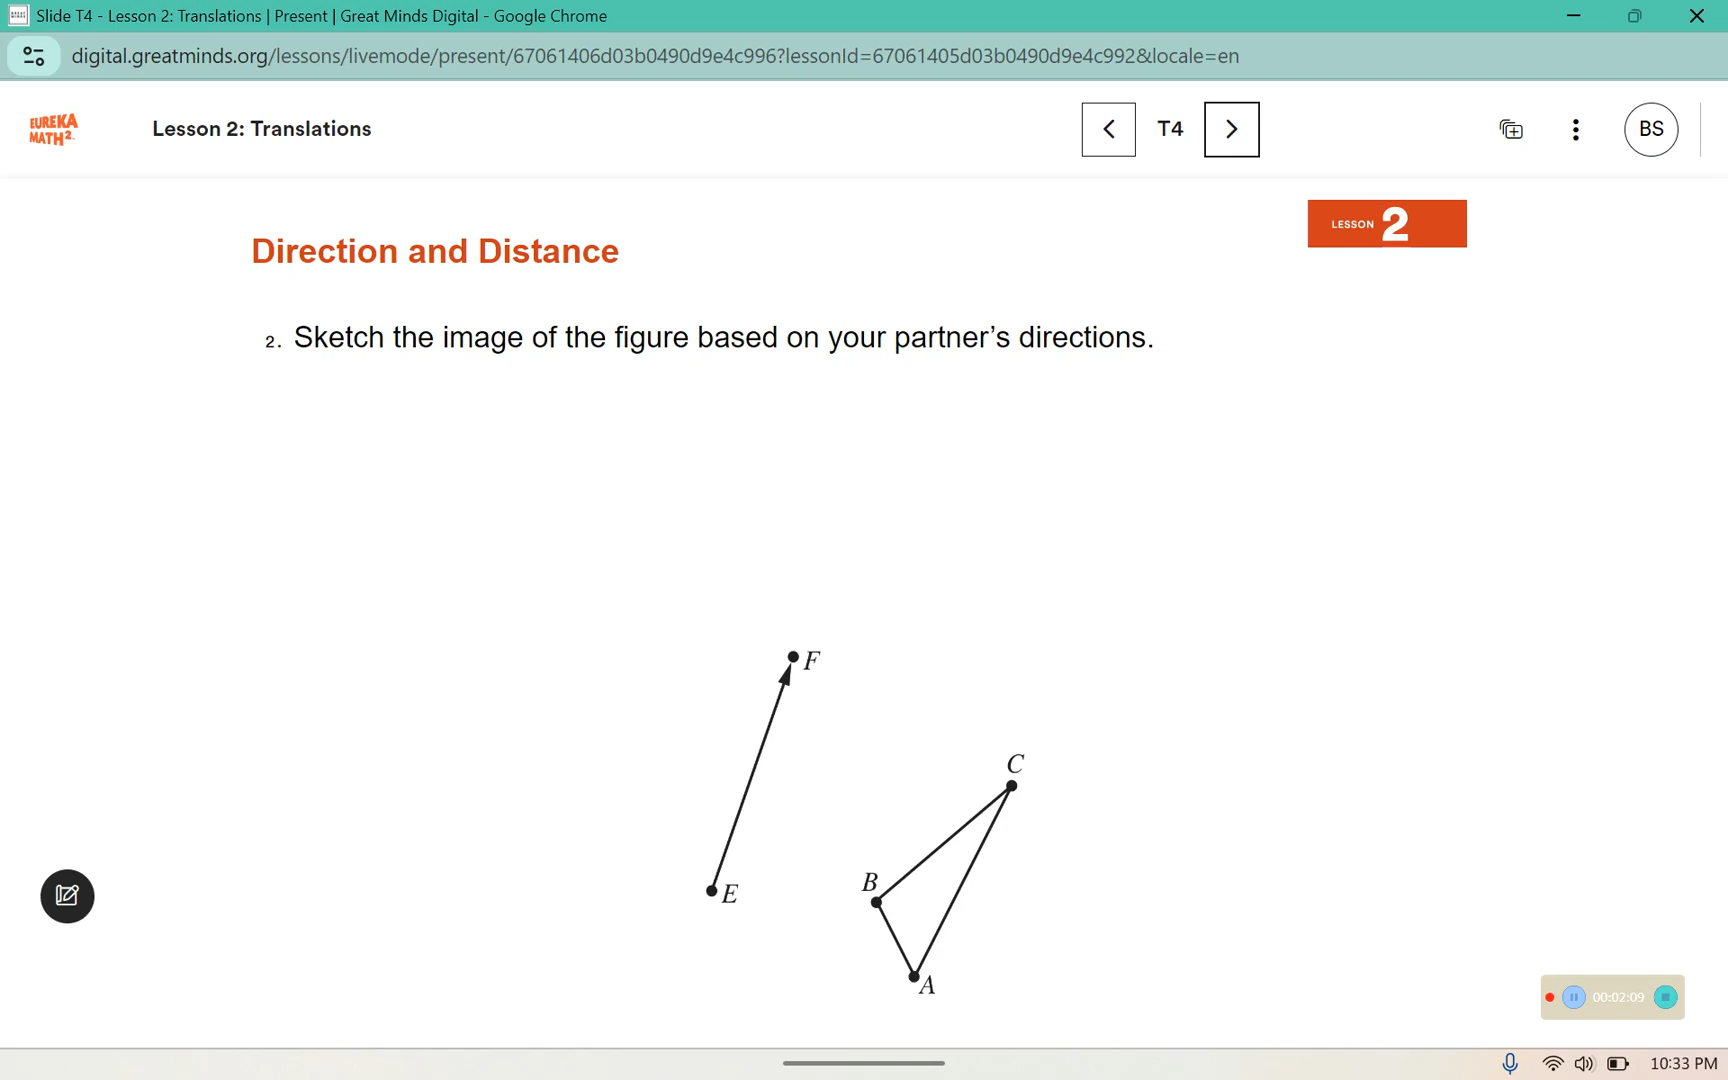 Slide T4 - Lesson 2: Translations | Present | Great Minds Digital - Google Chrome
digital.greatminds.org/lessons/livemode/present/67061406d03b0490d9e4c996?lessonId=67061405d03b0490d9e4c992&locale=en
EUREKA
MATH²
Lesson 2: Translations
T4
BS
LESSON 2
Direction and Distance
2. Sketch the image of the figure based on your partner’s directions.
F
C
B
E
A
00:02:09
10:33 PM